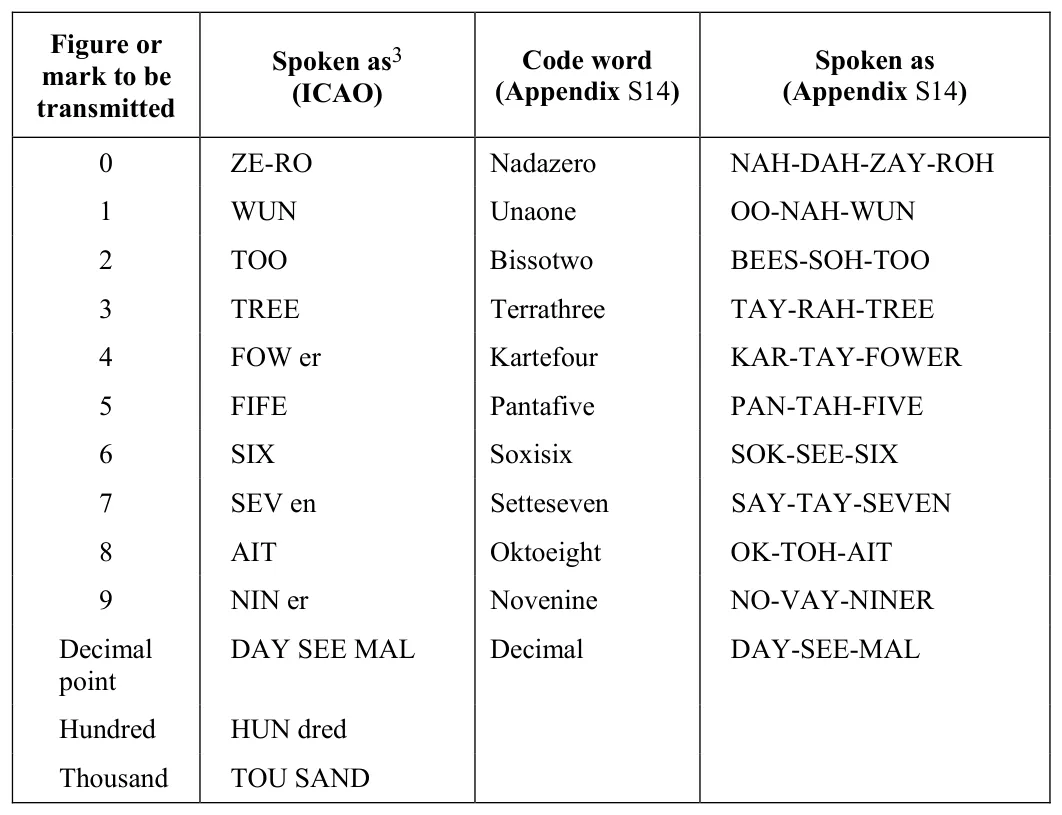 Figure or mark to be transmitted Spoken as3 (ICAO) Code word (Appendix S14) Spoken as (Appendix S14)
0 ZE-RO Nadazero NAH-DAH-ZAY-ROH
1 WUN Unaone OO-NAH-WUN
2 TOO Bissotwo BEES-SOH-TOO
3 TREE Terrathree TAY-RAH-TREE
4 FOW er Kartefour KAR-TAY-FOWER
5 FIFE Pantafive PAN-TAH-FIVE
6 SIX Soxisix SOK-SEE-SIX
7 SEV en Setteseven SAY-TAY-SEVEN
8 AIT Oktoeight OK-TOH-AIT
9 NIN er Novenine NO-VAY-NINER
Decimal point DAY SEE MAL Decimal DAY-SEE-MAL
Hundred HUN dred
Thousand TOU SAND